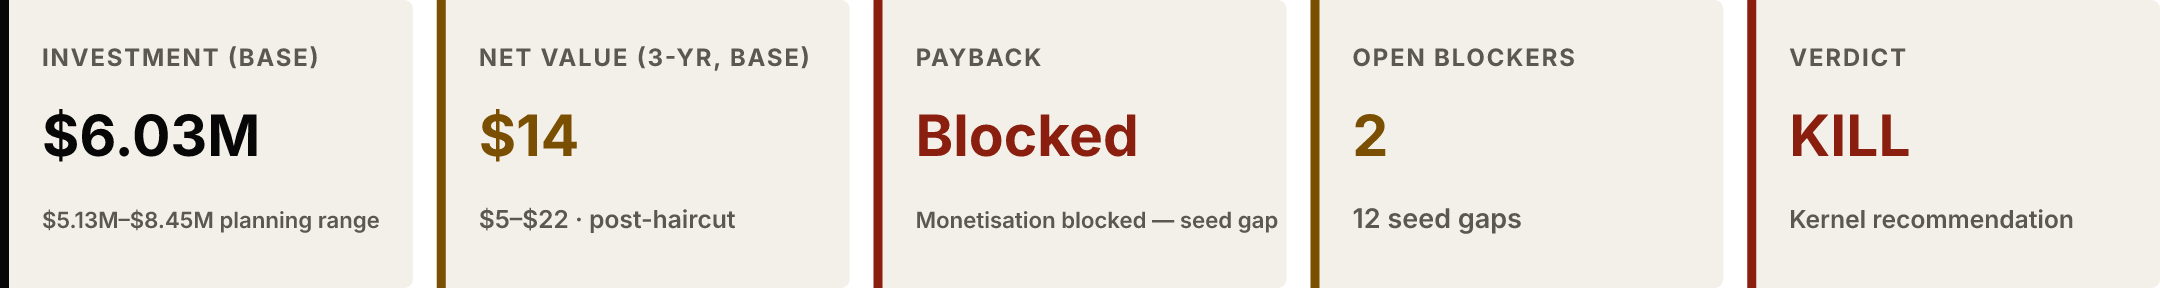 INVESTMENT (BASE)
$6.03M
$5.13M–$8.45M planning range
NET VALUE (3-YR, BASE)
$14
$5–$22 · post-haircut
PAYBACK
Blocked
Monetisation blocked — seed gap
OPEN BLOCKERS
2
12 seed gaps
VERDICT
KILL
Kernel recommendation